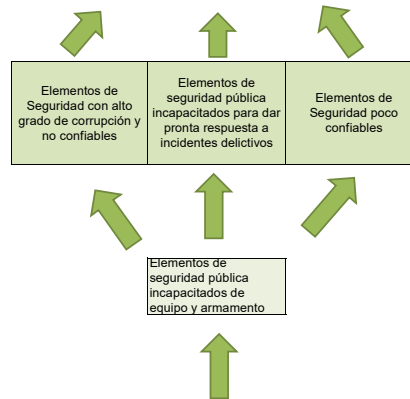 Elementos de
Seguridad con alto
grado de corrupción y
no confiables
Elementos de
seguridad pública
incapacitados para dar
pronta respuesta a
incidentes delictivos
Elementos de
Seguridad poco
confiables
Elementos de
seguridad pública
incapacitados de
equipo y armamento